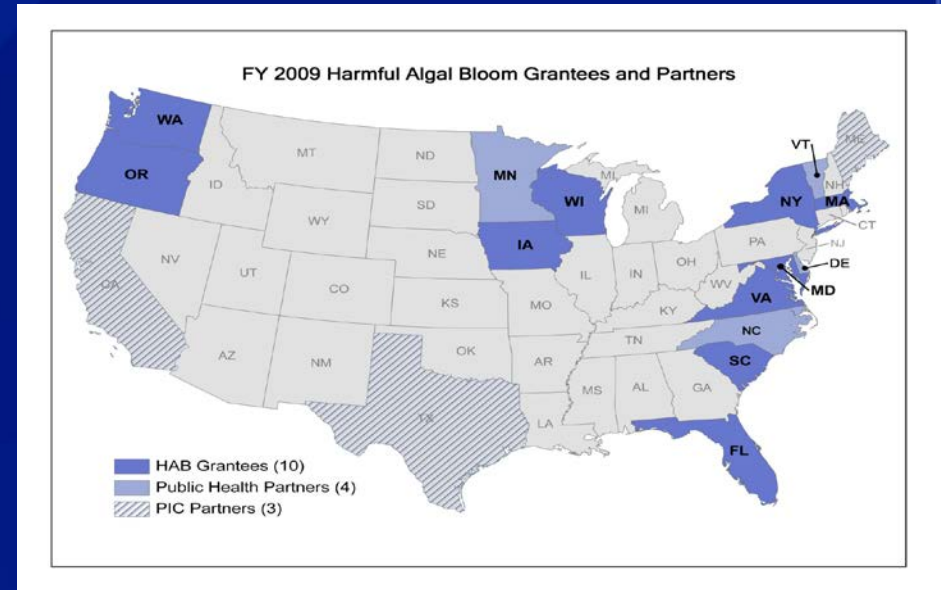 FY 2009 Harmful Algal Bloom Grantees and Partners
WA
MT
ND
MN
VT
ME
OR
ID
SD
WI
MI
MI
NY
NH
MA
WY
CT
IA
PA
NJ
NE
NV
UT
IL
IN
OH
DE
CO
WV
MD
CA
KS
MO
KY
VA
TN
NC
AZ
NM
OK
AR
SC
MS
AL
GA
TX
LA
FL
HAB Grantees (10)
Public Health Partners (4)
PIC Partners (3)